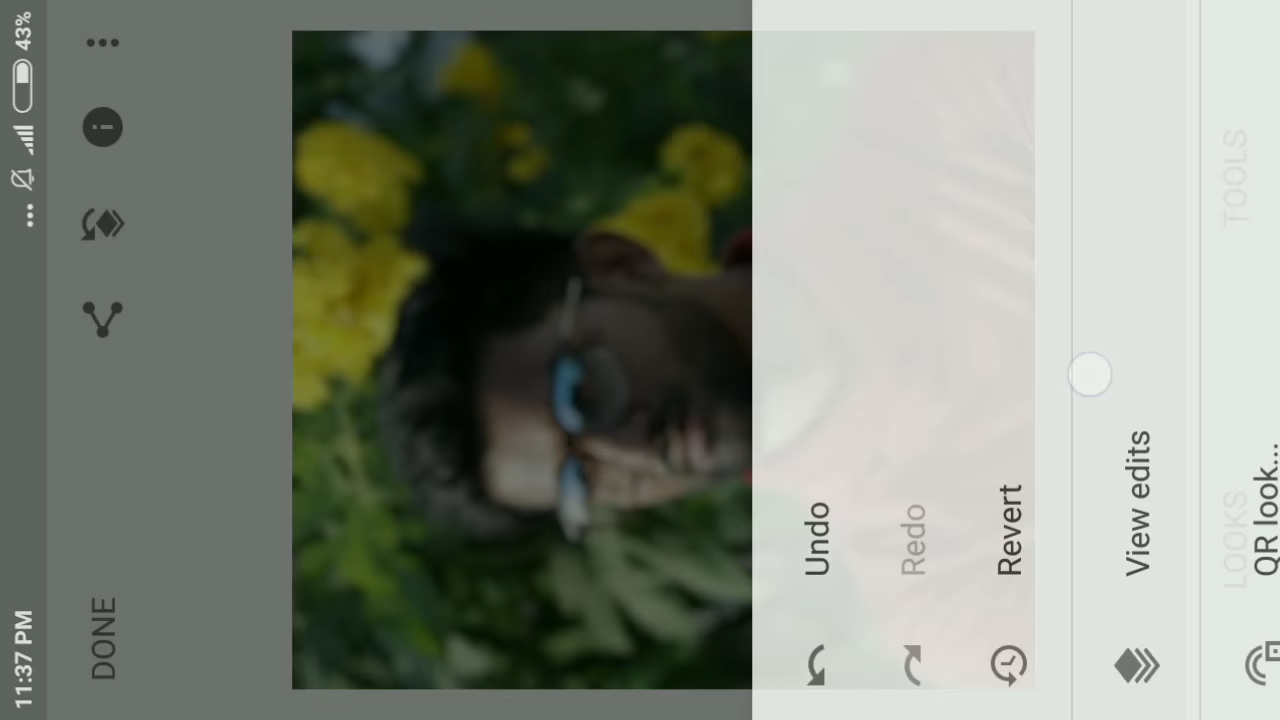 11:37 PM
... 43%
DONE
Undo
Redo
Revert
View edits
LOOKS
TOOLS
QR look...